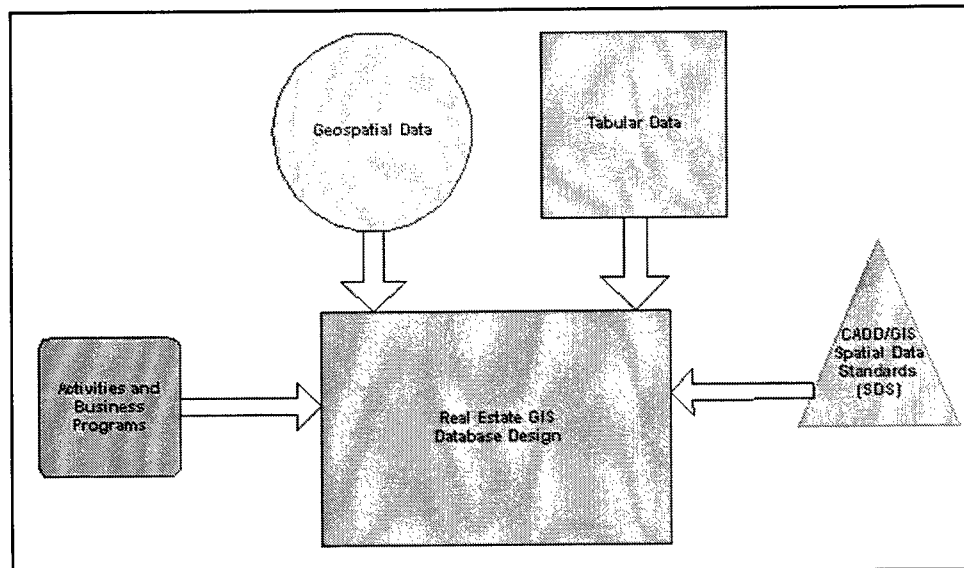 Geospatial Data
Tabular Data
CADD/GIS
Spatial Data
Standards
(SDS)
Activities and
Business
Programs
Real Estate GIS
Database Design